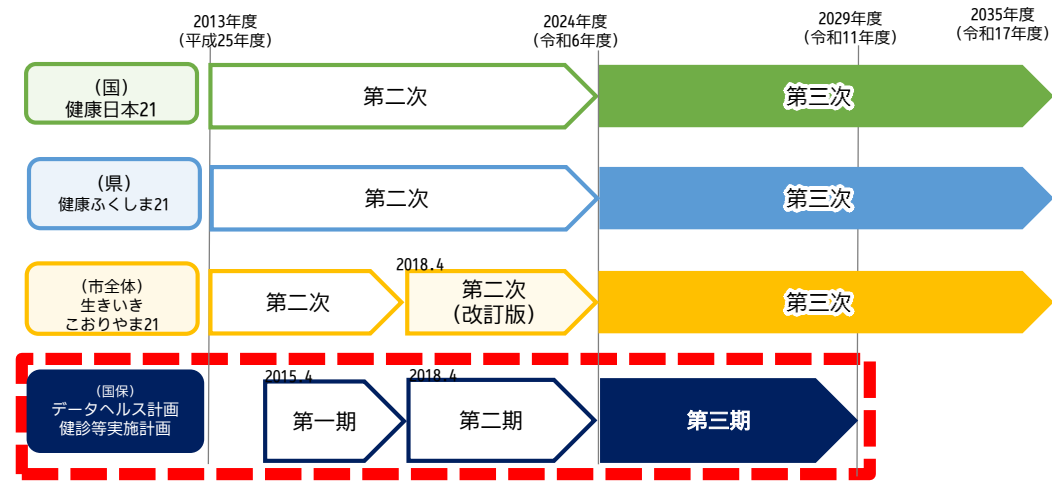 2013年度
(平成25年度)
2024年度
(令和6年度)
2029年度
(令和11年度)
2035年度
(令和17年度)
(国)
健康日本21
第二次
第三次
(県)
健康ふくしま21
第二次
第三次
(市全体)
生きいき
こおりやま21
第二次
2018.4
第二次
(改訂版)
第三次
(国保)
データヘルス計画
健診等実施計画
2015.4
第一期
2018.4
第二期
第三期